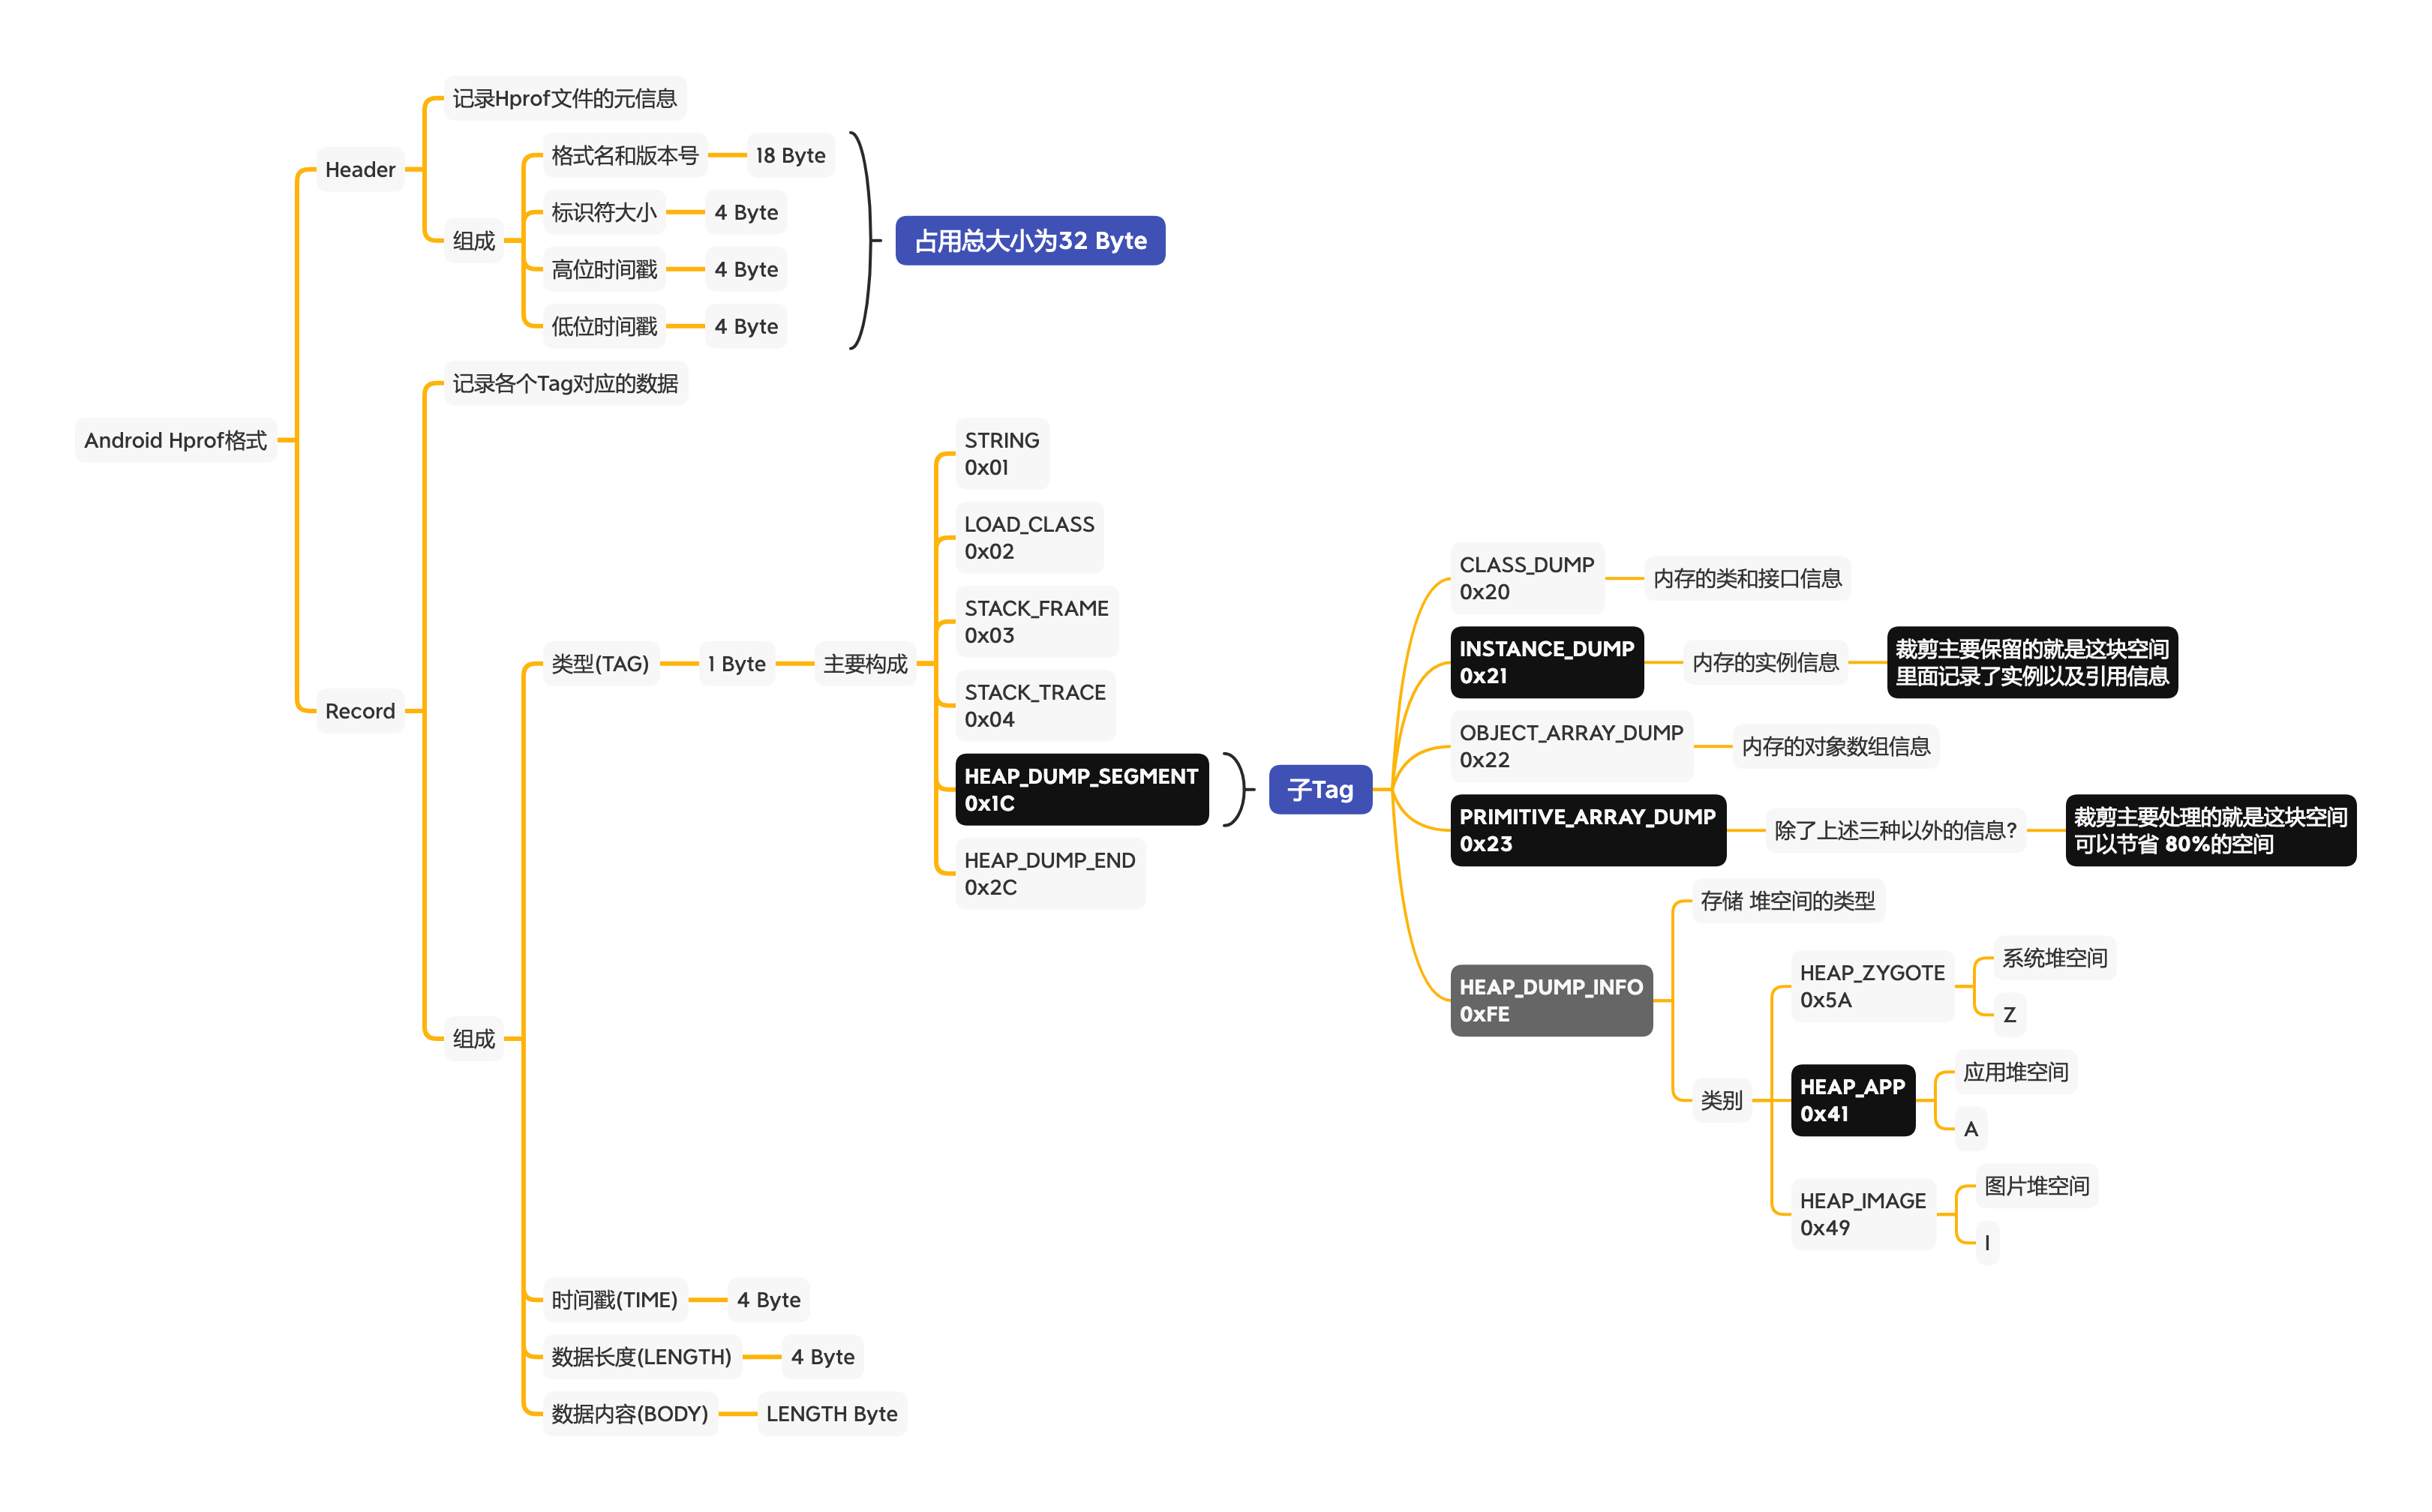 Android Hprof格式
Header
记录Hprof文件的元信息
组成
格式名和版本号
18 Byte
标识符大小
4 Byte
高位时间戳
4 Byte
低位时间戳
4 Byte
占用总大小为32 Byte
Record
记录各个Tag对应的数据
组成
类型(TAG)
1 Byte
主要构成
STRING
0x01
LOAD_CLASS
0x02
STACK_FRAME
0x03
STACK_TRACE
0x04
HEAP_DUMP_SEGMENT
0x1C
HEAP_DUMP_END
0x2C
子Tag
CLASS_DUMP
0x20
内存的类和接口信息
INSTANCE_DUMP
0x21
内存的实例信息
裁剪主要保留的就是这块空间
里面记录了实例以及引用信息
OBJECT_ARRAY_DUMP
0x22
内存的对象数组信息
PRIMITIVE_ARRAY_DUMP
0x23
除了上述三种以外的信息?
裁剪主要处理的就是这块空间
可以节省 80%的空间
HEAP_DUMP_INFO
0xFE
存储 堆空间的类型
类别
HEAP_ZYGOTE
0x5A
系统堆空间
Z
HEAP_APP
0x41
应用堆空间
A
HEAP_IMAGE
0x49
图片堆空间
I
时间戳(TIME)
4 Byte
数据长度(LENGTH)
4 Byte
数据内容(BODY)
LENGTH Byte